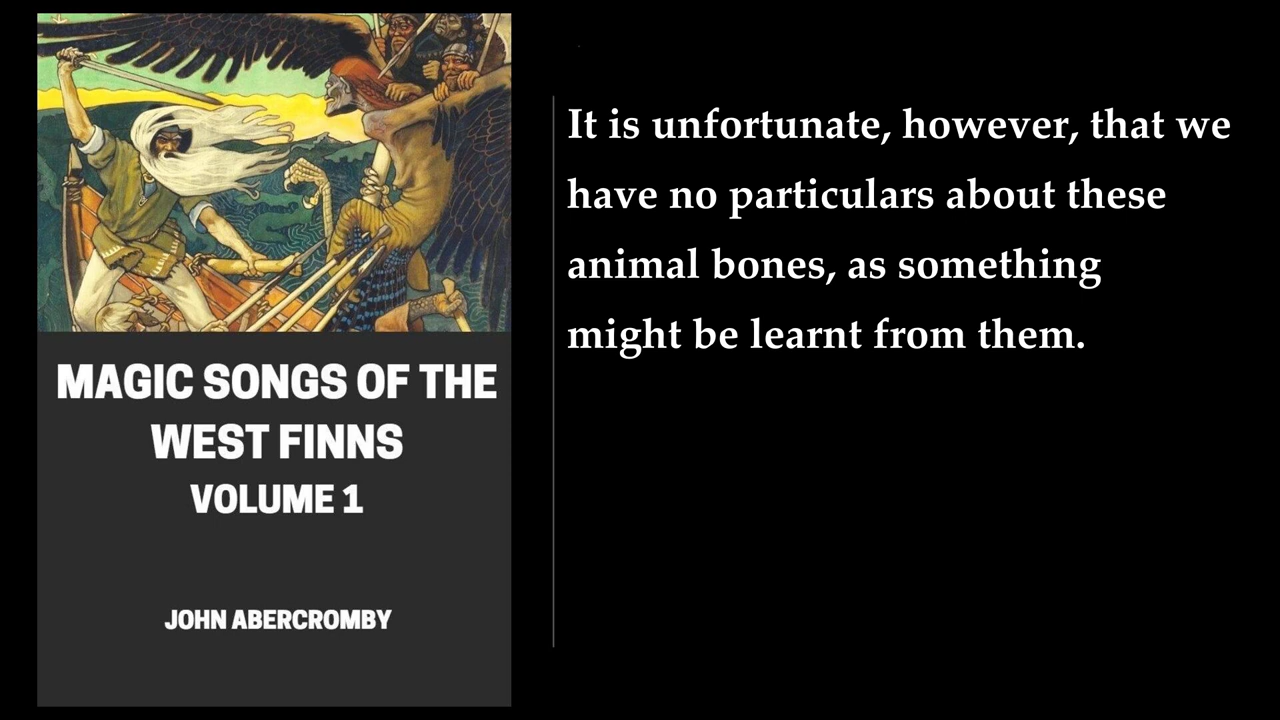 MAGIC SONGS OF THE
WEST FINNS
VOLUME 1
JOHN ABERCROMBY
It is unfortunate, however, that we
have no particulars about these
animal bones, as something
might be learnt from them.